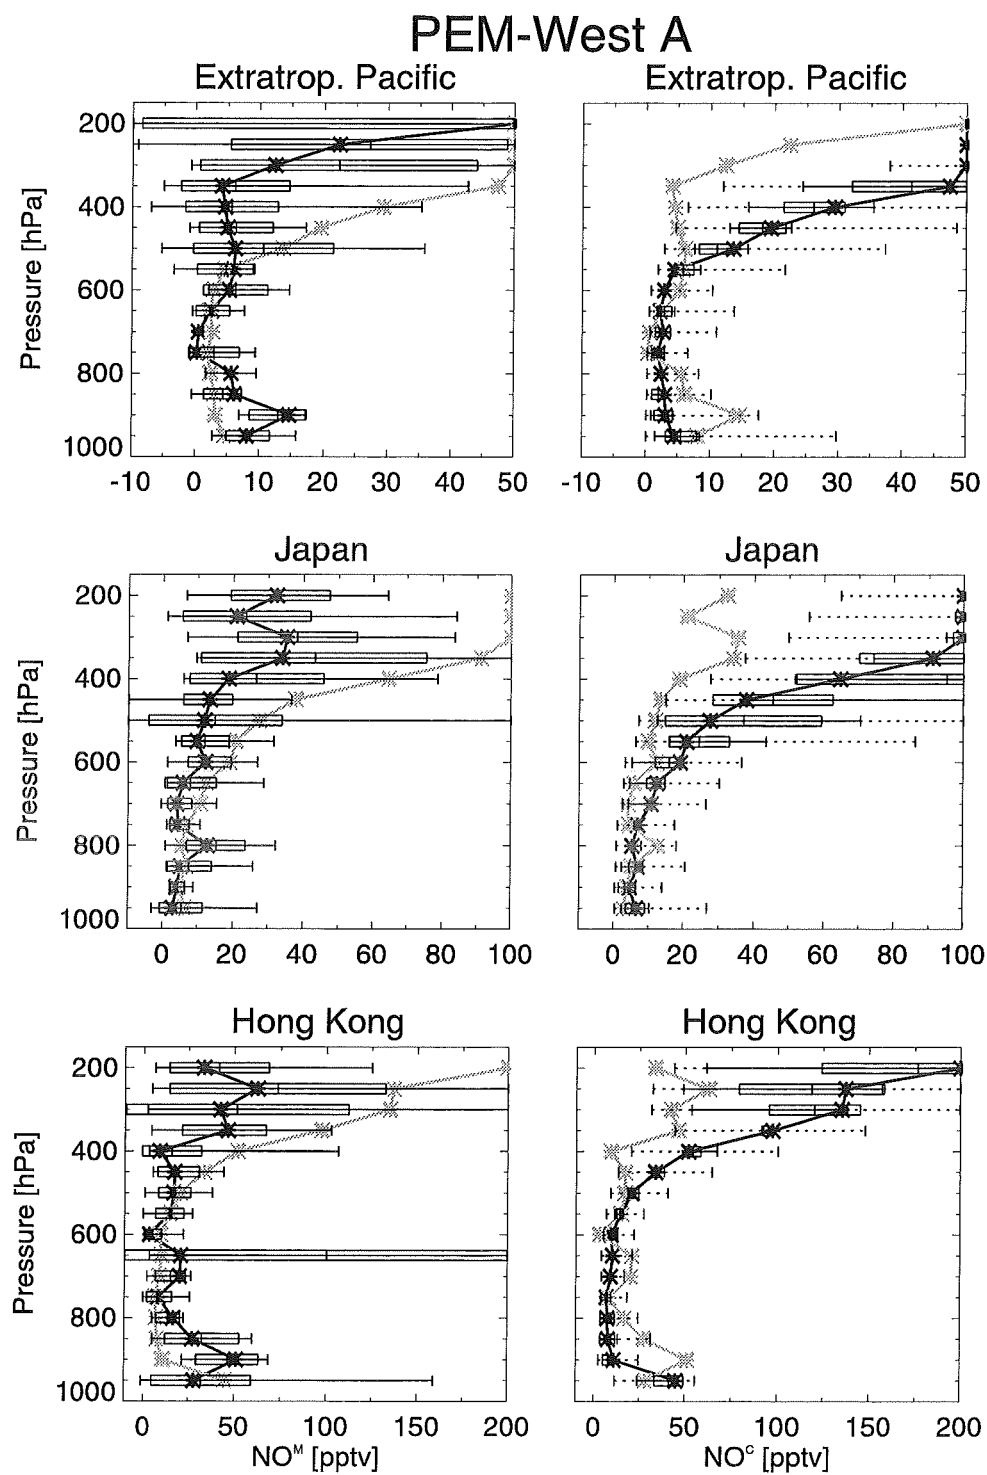 PEM-West A
Extratrop. Pacific Extratrop. Pacific
200
400
600
800
1000
Pressure [hPa]
-10 0 10 20 30 40 50 -10 0 10 20 30 40 50
Japan Japan
200
400
600
800
1000
Pressure [hPa]
0 20 40 60 80 100 0 20 40 60 80 100
Hong Kong Hong Kong
200
400
600
800
1000
Pressure [hPa]
0 50 100 150 200 0 50 100 150 200
NOᴹ [pptv] NOᶜ [pptv]